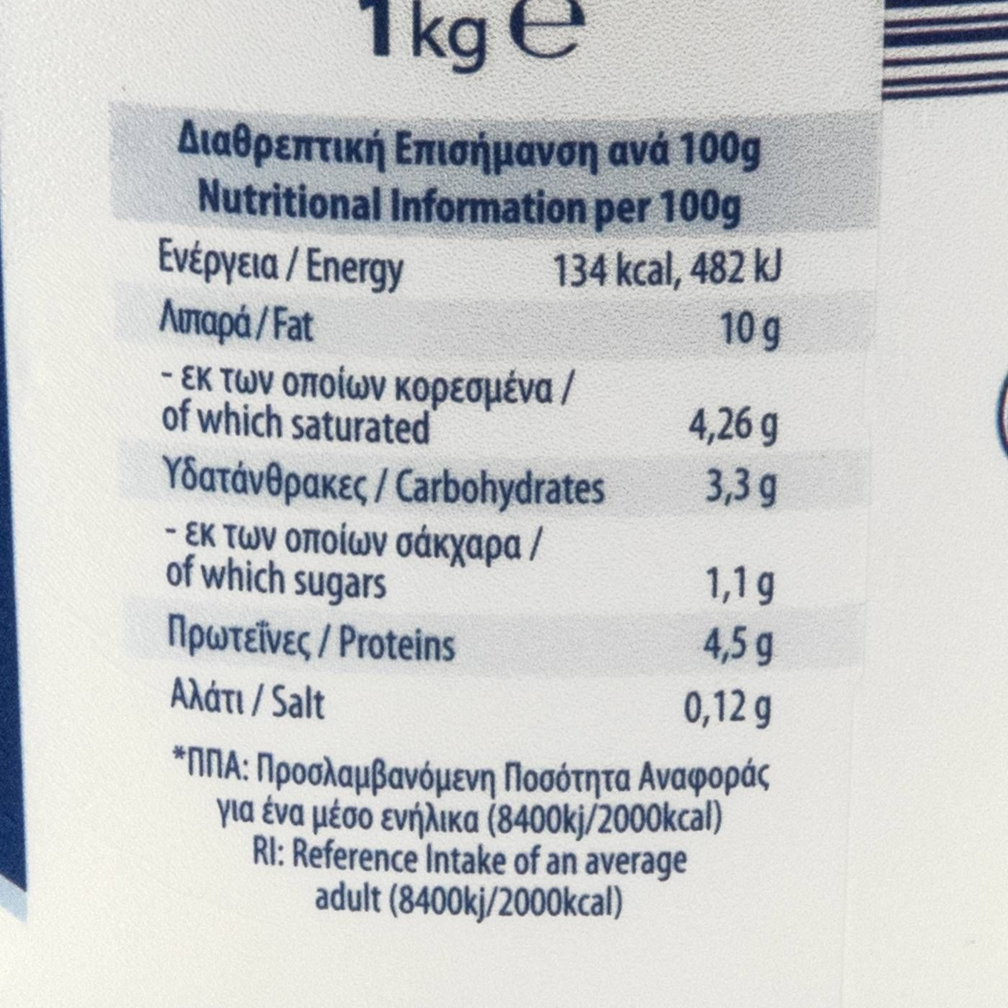 1kg ℮
Διαθρεπτική Επισήμανση ανά 100g
Nutritional Information per 100g
Ενέργεια / Energy 134 kcal, 482 kJ
Λιπαρά / Fat 10 g
- εκ των οποίων κορεσμένα /
of which saturated 4,26 g
Υδατάνθρακες / Carbohydrates 3,3 g
- εκ των οποίων σάκχαρα /
of which sugars 1,1 g
Πρωτεΐνες / Proteins 4,5 g
Αλάτι / Salt 0,12 g
*ΠΠΑ: Προσλαμβανόμενη Ποσότητα Αναφοράς
για ένα μέσο ενήλικα (8400kj/2000kcal)
RI: Reference Intake of an average
adult (8400kj/2000kcal)